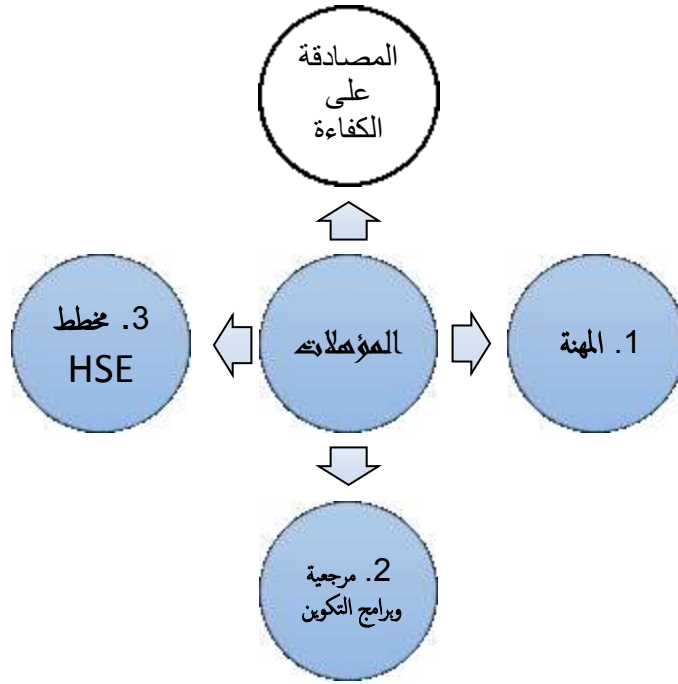 المصادقة
على
الكفاءة
1. المهنة
المؤهلات
3. مخطط
HSE
2. مرجعية
وبرامج التكوين